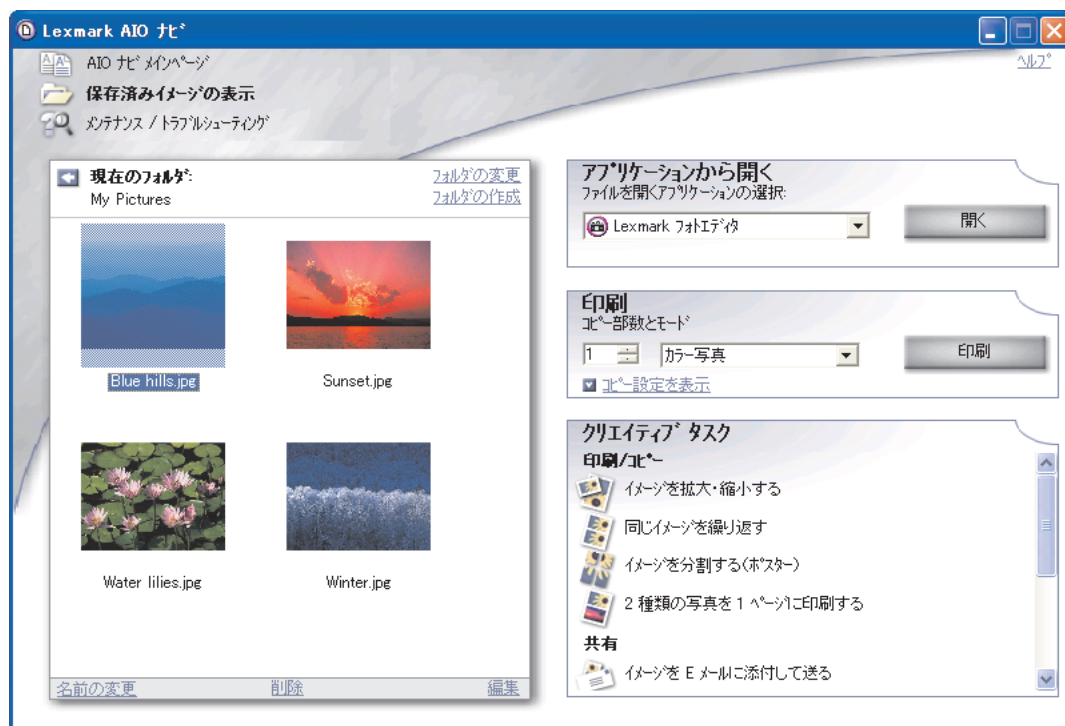 Lexmark AIO ナビ
AIO ナビ メインページ
ヘルプ
保存済みイメージの表示
メンテナンス / トラブルシューティング
現在のフォルダ:
フォルダの変更
My Pictures
フォルダの作成
Blue hills.jpg
Sunset.jpg
Water lilies.jpg
Winter.jpg
名前の変更
削除
編集
アプリケーションから開く
ファイルを開くアプリケーションの選択:
Lexmark フォトエディタ
開く
印刷
コピー部数とモード
1
カラー写真
印刷
コピー設定を表示
クリエイティブ タスク
印刷/コピー
イメージを拡大・縮小する
同じイメージを繰り返す
イメージを分割する(ポスター)
2 種類の写真を 1 ページに印刷する
共有
イメージを E メールに添付して送る